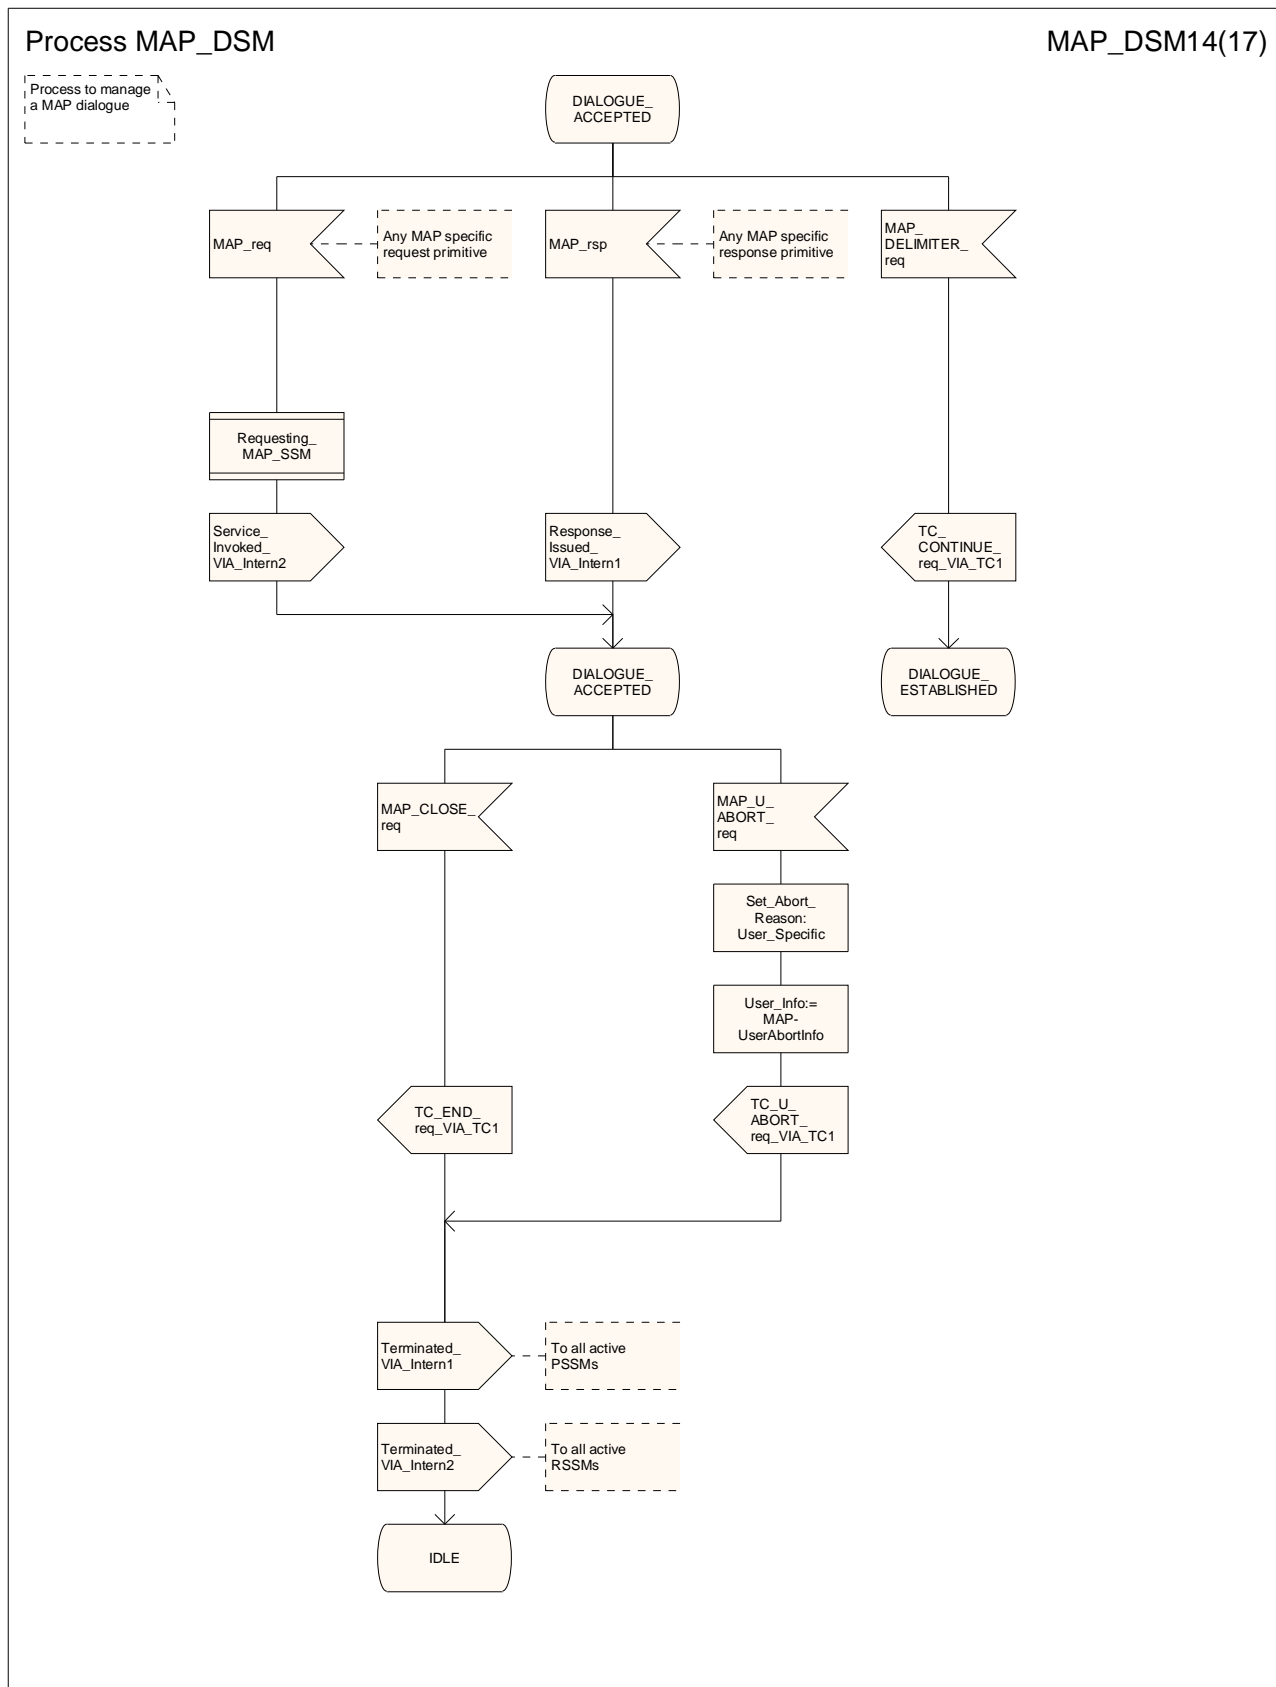 Process MAP_DSM
MAP_DSM14(17)
Process to manage
a MAP dialogue
DIALOGUE_
ACCEPTED
MAP_req
Any MAP specific
request primitive
MAP_rsp
Any MAP specific
response primitive
MAP_
DELIMITER_
req
Requesting_
MAP_SSM
Service_
Invoked_
VIA_Intern2
Response_
Issued_
VIA_Intern1
TC_
CONTINUE_
req_VIA_TC1
DIALOGUE_
ACCEPTED
DIALOGUE_
ESTABLISHED
MAP_CLOSE_
req
MAP_U_
ABORT_
req
Set_Abort_
Reason:
User_Specific
User_Info:=
MAP-
UserAbortInfo
TC_END_
req_VIA_TC1
TC_U_
ABORT_
req_VIA_TC1
Terminated_
VIA_Intern1
To all active
PSSMs
Terminated_
VIA_Intern2
To all active
RSSMs
IDLE